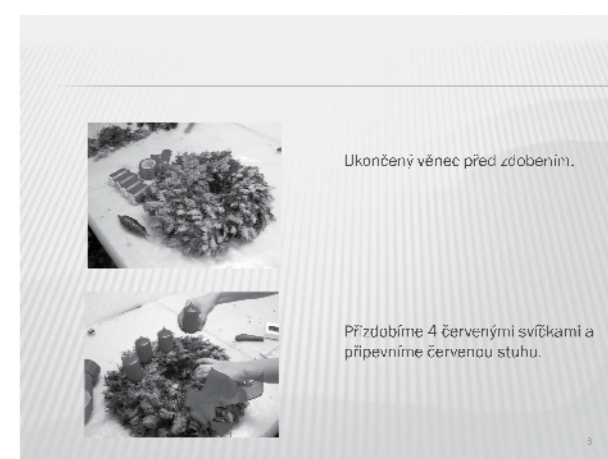 Ukončený věnec před zdobením.
Přizdobíme 4 červenými svíčkami a
připevníme červenou stuhu.
3